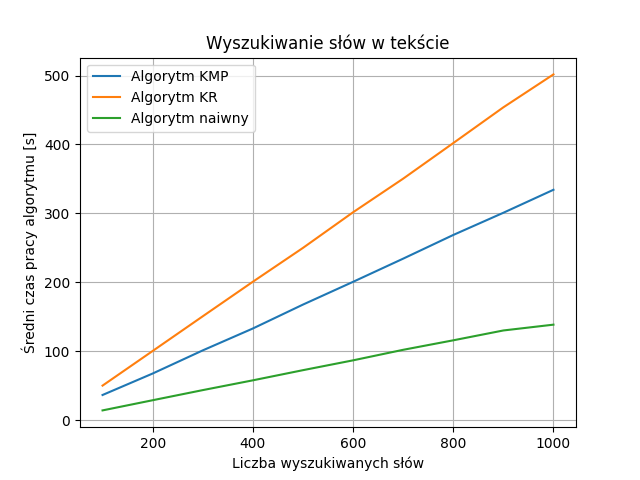 Wyszukiwanie słów w tekście
Algorytm KMP
Algorytm KR
Algorytm naiwny
Średni czas pracy algorytmu [s]
500
400
300
200
100
0
200
400
600
800
1000
Liczba wyszukiwanych słów